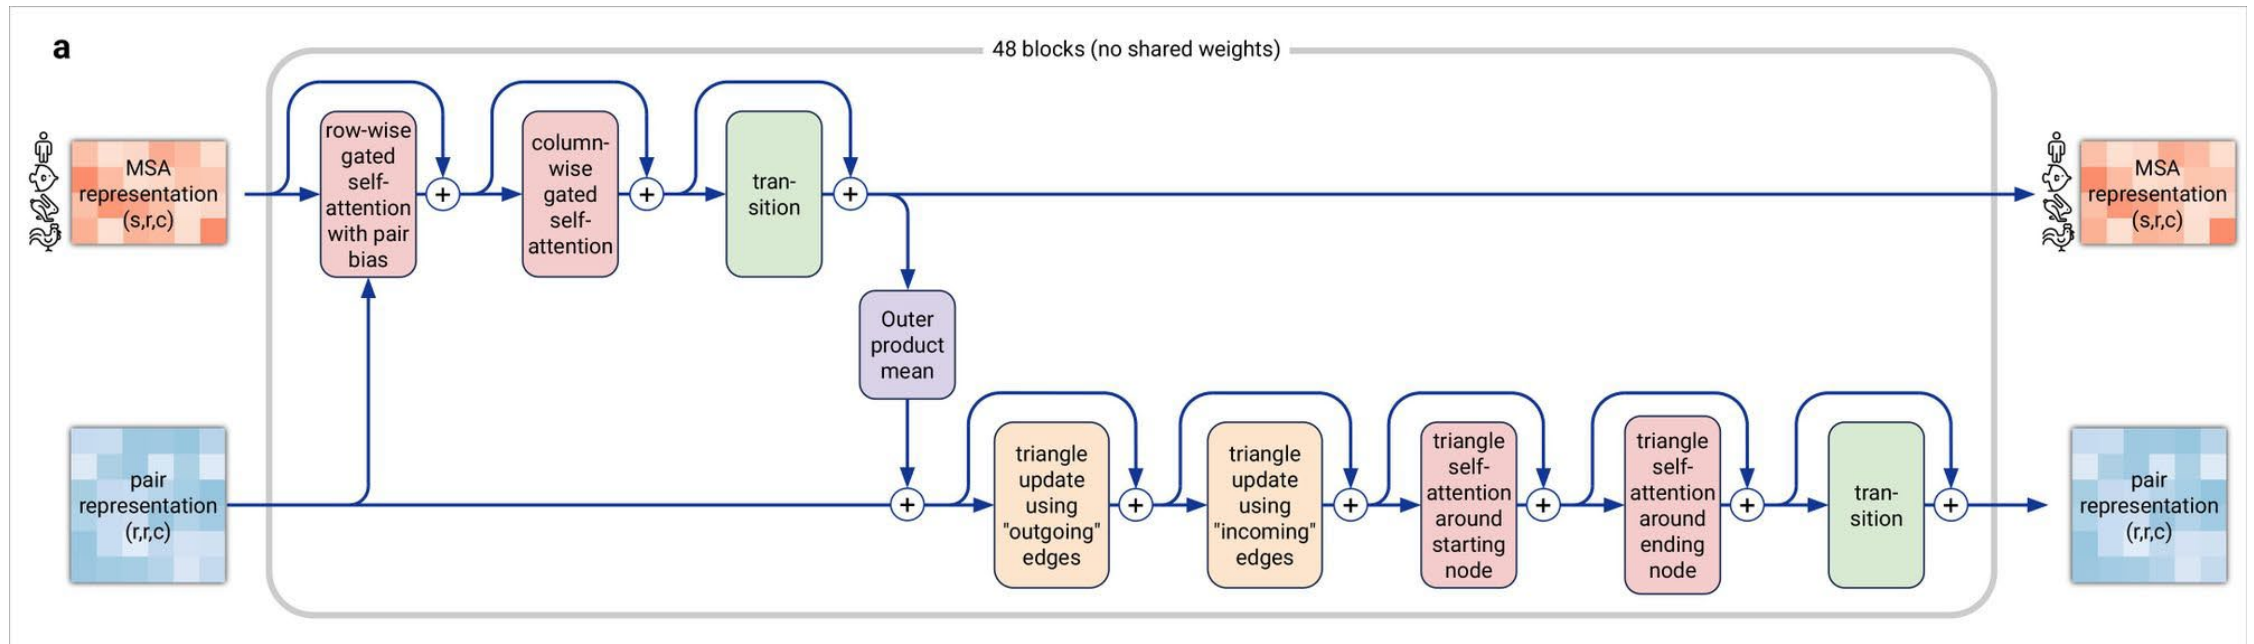 a
48 blocks (no shared weights)
MSA
representation
(s,r,c)
row-wise
gated
self-
attention
with pair
bias
+
column-
wise
gated
self-
attention
+
tran-
sition
+
MSA
representation
(s,r,c)
Outer
product
mean
pair
representation
(r,r,c)
+
triangle
update
using
"outgoing"
edges
+
triangle
update
using
"incoming"
edges
+
triangle
self-
attention
around
starting
node
+
triangle
self-
attention
around
ending
node
+
tran-
sition
+
pair
representation
(r,r,c)